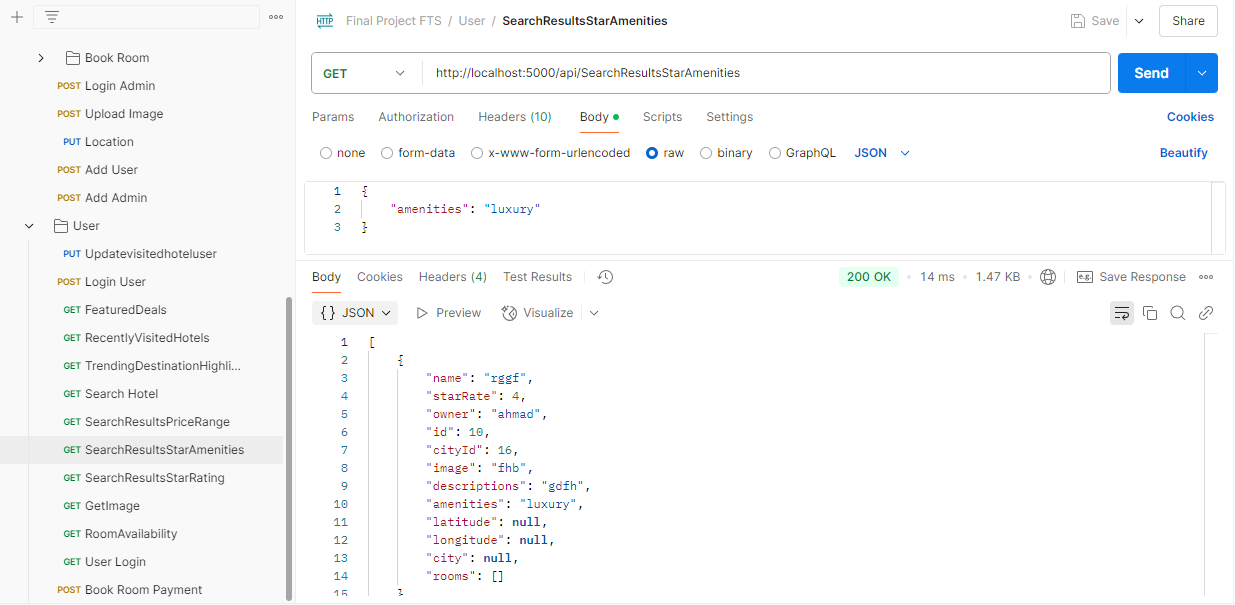 HTTP Final Project FTS / User / SearchResultsStarAmenities Save Share
Book Room
POST Login Admin
POST Upload Image
PUT Location
POST Add User
POST Add Admin
User
PUT Updatevisitedhoteluser
POST Login User
GET FeaturedDeals
GET RecentlyVisitedHotels
GET TrendingDestinationHighli...
GET Search Hotel
GET SearchResultsPriceRange
GET SearchResultsStarAmenities
GET SearchResultsStarRating
GET GetImage
GET RoomAvailability
GET User Login
POST Book Room Payment
GET http://localhost:5000/api/SearchResultsStarAmenities Send
Params Authorization Headers (10) Body Scripts Settings Cookies
none form-data x-www-form-urlencoded raw binary GraphQL JSON Beautify
1 {
2 "amenities": "luxury"
3 }
Body Cookies Headers (4) Test Results 200 OK 14 ms 1.47 KB e.g. Save Response
{} JSON Preview Visualize
1 [
2 {
3 "name": "rggf",
4 "starRate": 4,
5 "owner": "ahmad",
6 "id": 10,
7 "cityId": 16,
8 "image": "fhb",
9 "descriptions": "gdfh",
10 "amenities": "luxury",
11 "latitude": null,
12 "longitude": null,
13 "city": null,
14 "rooms": []
15 }